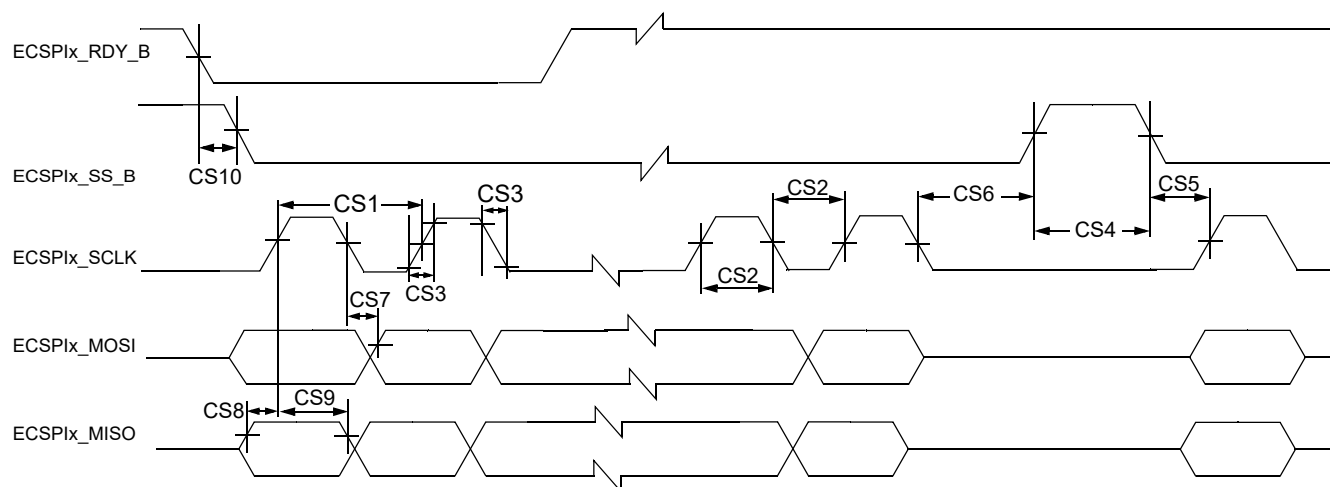 ECSPIx_RDY_B
CS10
ECSPIx_SS_B
CS1
CS3
CS2
CS6
CS5
CS4
ECSPIx_SCLK
CS3
CS2
CS7
ECSPIx_MOSI
CS8
CS9
ECSPIx_MISO